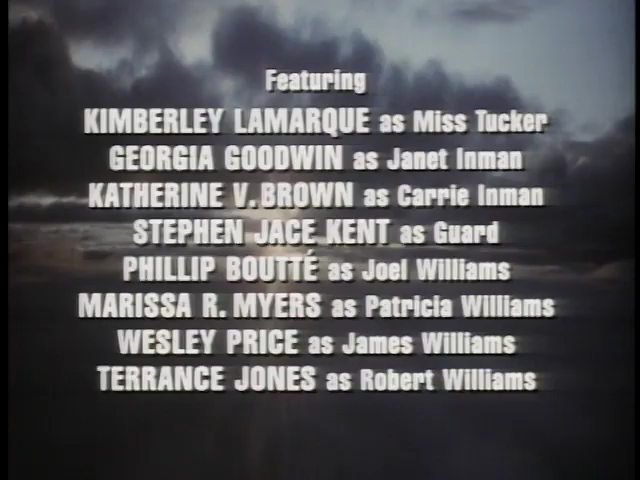 Featuring
KIMBERLEY LAMARQUE as Miss Tucker
GEORGIA GOODWIN as Janet Inman
KATHERINE V. BROWN as Carrie Inman
STEPHEN JACE KENT as Guard
PHILLIP BOUTTÉ as Joel Williams
MARISSA R. MYERS as Patricia Williams
WESLEY PRICE as James Williams
TERRANCE JONES as Robert Williams